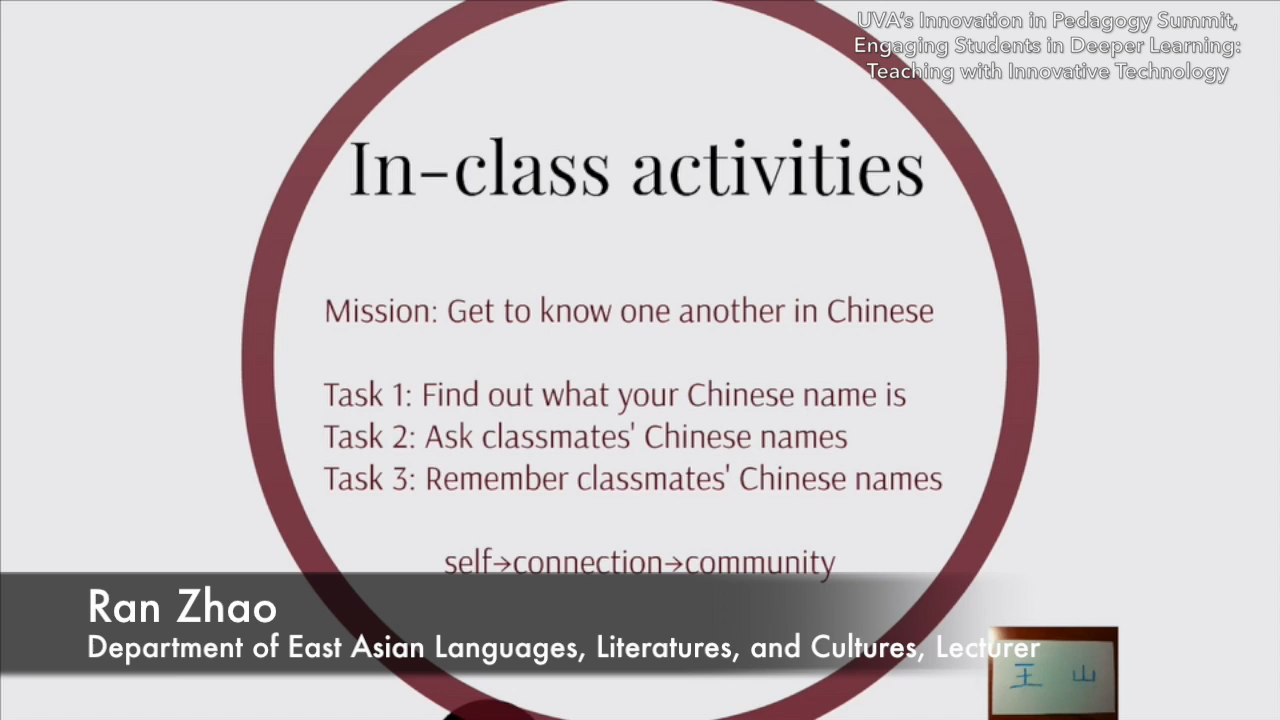 UVA's Innovation in Pedagogy Summit,
Engaging Students in Deeper Learning:
Teaching with Innovative Technology
In-class activities
Mission: Get to know one another in Chinese
Task 1: Find out what your Chinese name is
Task 2: Ask classmates' Chinese names
Task 3: Remember classmates' Chinese names
self→connection→community
Ran Zhao
Department of East Asian Languages, Literatures, and Cultures, Lecturer
王 山